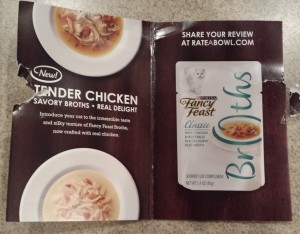 New!
TENDER CHICKEN
SAVORY BROTHS • REAL DELIGHT
Introduce your cat to the irresistible taste
and silky texture of Fancy Feast Broths,
now crafted with real chicken.
SHARE YOUR REVIEW
AT RATEABOWL.COM
PURINA
Fancy
Feast
Classic
Broths